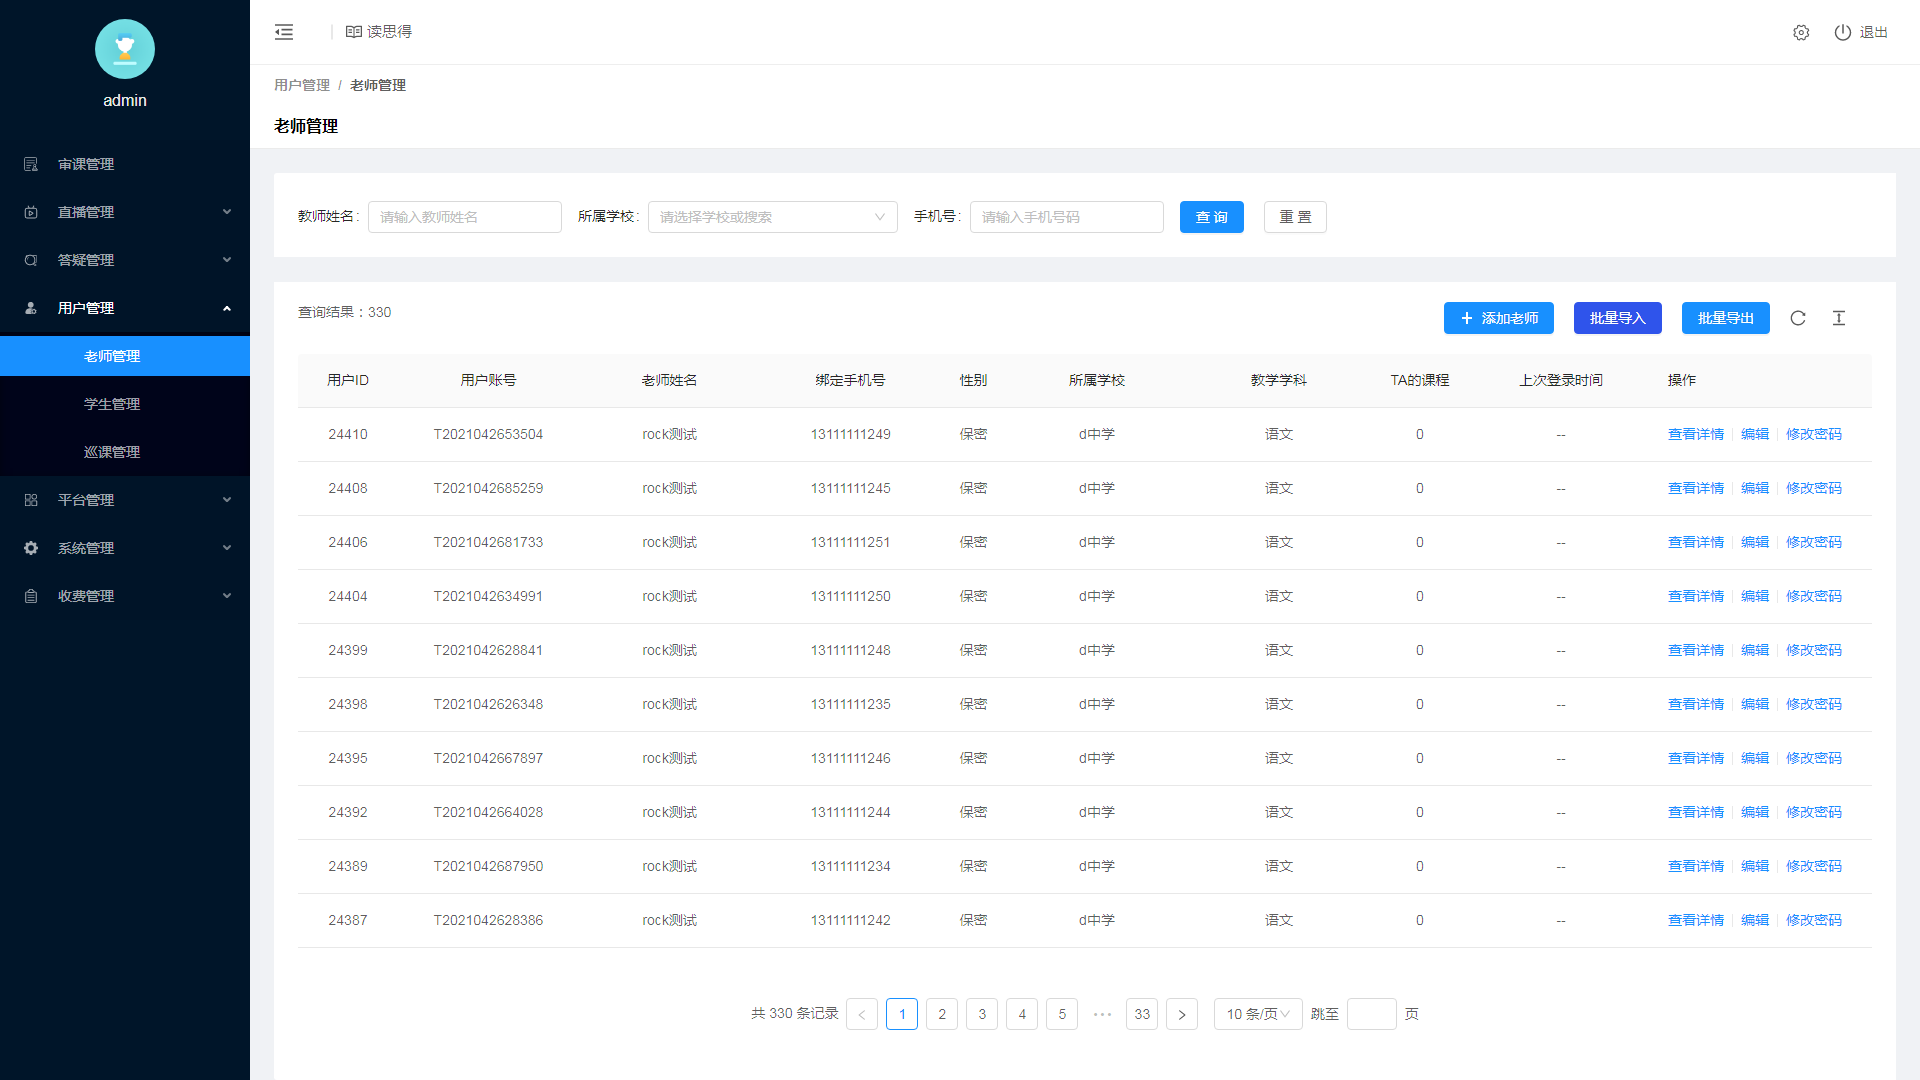 admin
审课管理
直播管理
答疑管理
用户管理
老师管理
学生管理
巡课管理
平台管理
系统管理
收费管理
读思得
退出
用户管理 / 老师管理
老师管理
教师姓名: 请输入教师姓名 所属学校: 请选择学校或搜索 手机号: 请输入手机号码 查 询 重 置
查询结果：330 添加老师 批量导入 批量导出
用户ID 用户账号 老师姓名 绑定手机号 性别 所属学校 教学学科 TA的课程 上次登录时间 操作
24410 T2021042653504 rock测试 13111111249 保密 d中学 语文 0 -- 查看详情 编辑 修改密码
24408 T2021042685259 rock测试 13111111245 保密 d中学 语文 0 -- 查看详情 编辑 修改密码
24406 T2021042681733 rock测试 13111111251 保密 d中学 语文 0 -- 查看详情 编辑 修改密码
24404 T2021042634991 rock测试 13111111250 保密 d中学 语文 0 -- 查看详情 编辑 修改密码
24399 T2021042628841 rock测试 13111111248 保密 d中学 语文 0 -- 查看详情 编辑 修改密码
24398 T2021042626348 rock测试 13111111235 保密 d中学 语文 0 -- 查看详情 编辑 修改密码
24395 T2021042667897 rock测试 13111111246 保密 d中学 语文 0 -- 查看详情 编辑 修改密码
24392 T2021042664028 rock测试 13111111244 保密 d中学 语文 0 -- 查看详情 编辑 修改密码
24389 T2021042687950 rock测试 13111111234 保密 d中学 语文 0 -- 查看详情 编辑 修改密码
24387 T2021042628386 rock测试 13111111242 保密 d中学 语文 0 -- 查看详情 编辑 修改密码
共 330 条记录 < 1 2 3 4 5 ••• 33 > 10 条/页 跳至 页